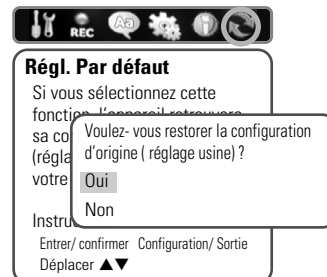 REC
Aa
i
Régl. Par défaut
Si vous sélectionnez cette
fonction, l'appareil retrouvera
sa co
(régla
votre
Voulez- vous restorer la configuration
d'origine ( réglage usine) ?
Oui
Non
Instru
Entrer/ confirmer Configuration/ Sortie
Déplacer ▲▼